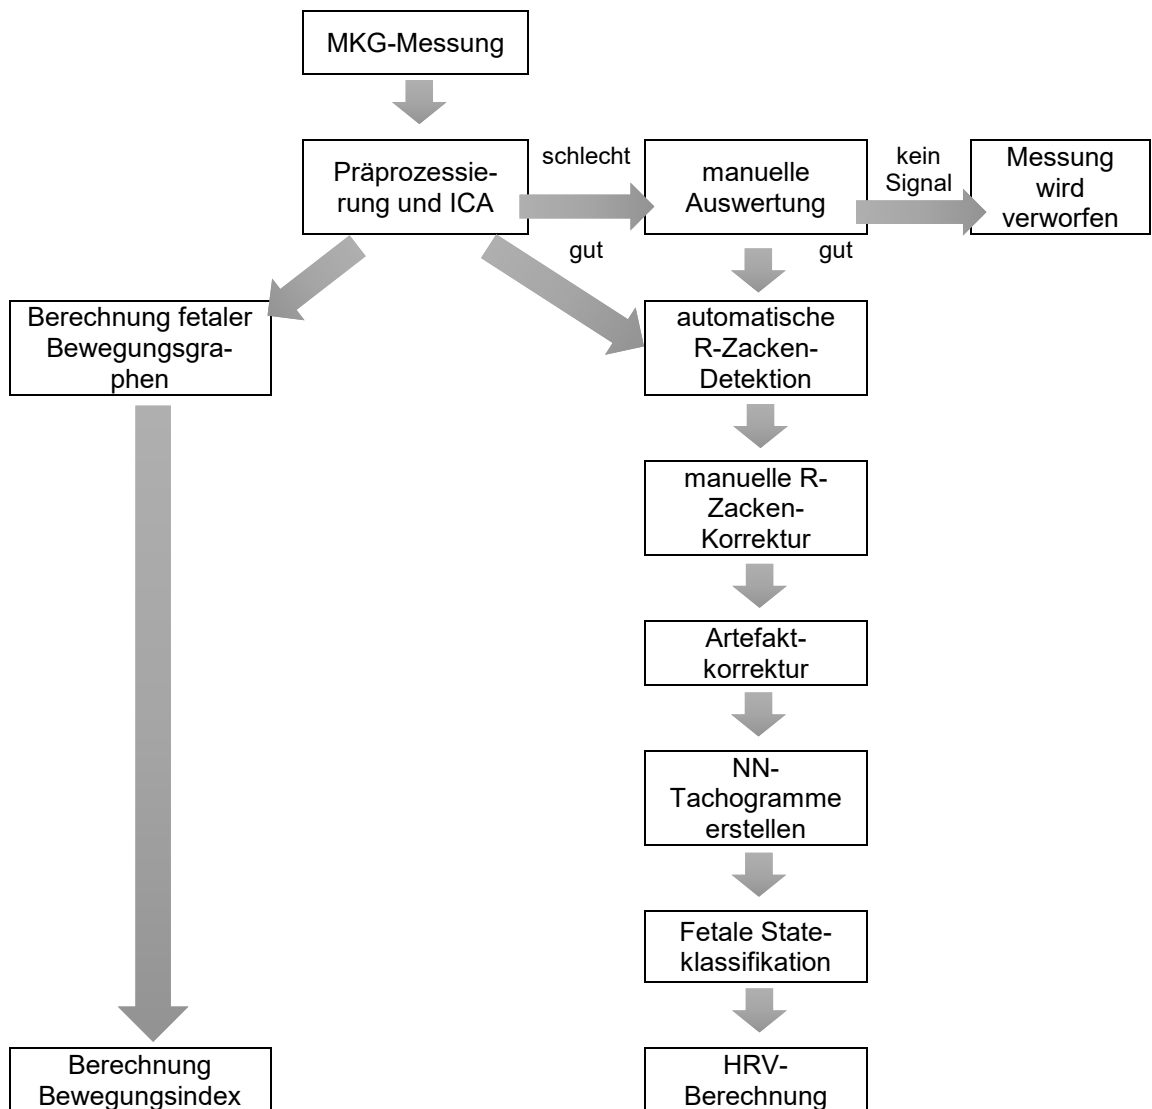 MKG-Messung
Präprozessie-
rung und ICA
schlecht
manuelle
Auswertung
kein
Signal
Messung
wird
verworfen
gut
gut
Berechnung fetaler
Bewegungsgra-
phen
automatische
R-Zacken-
Detektion
manuelle R-
Zacken-
Korrektur
Artefakt-
korrektur
NN-
Tachogramme
erstellen
Fetale State-
klassifikation
Berechnung
Bewegungsindex
HRV-
Berechnung